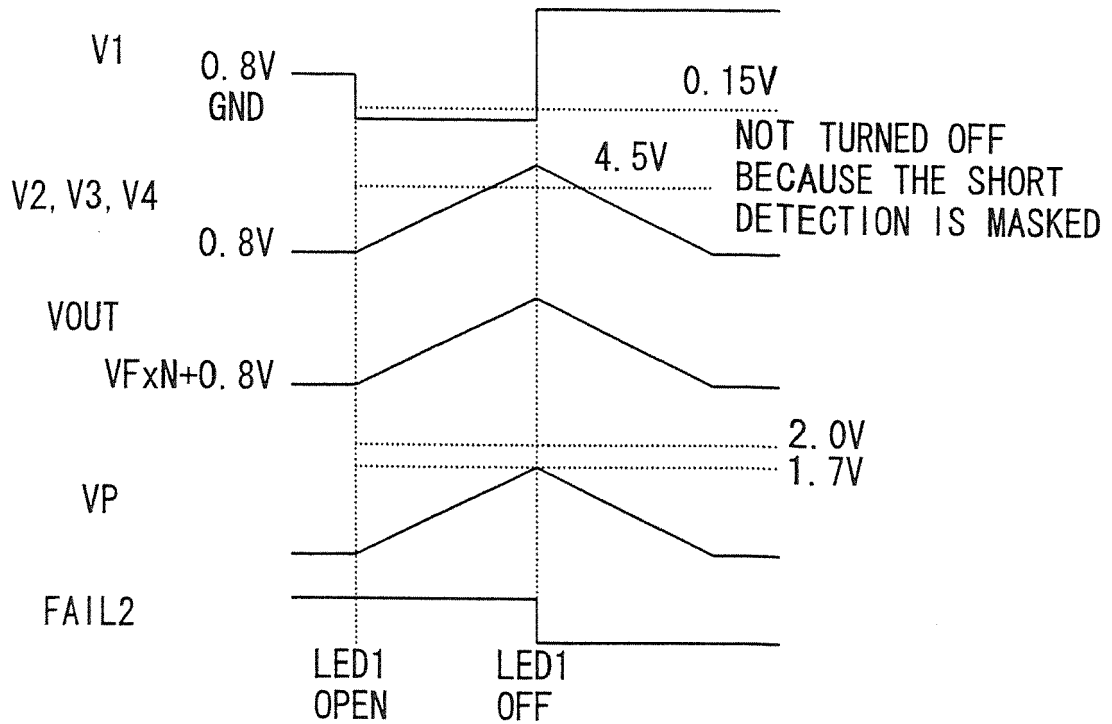 V1
0.8V
GND
0.15V
NOT TURNED OFF
BECAUSE THE SHORT
DETECTION IS MASKED
4.5V
V2, V3, V4
0.8V
VOUT
VFxN+0.8V
2.0V
1.7V
VP
FAIL2
LED1
OPEN
LED1
OFF